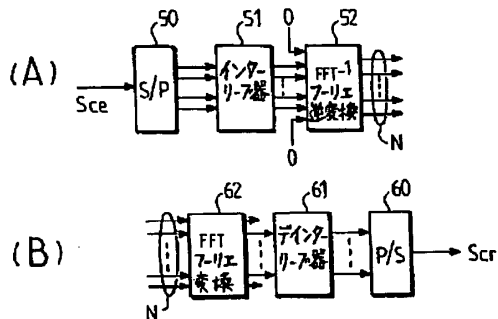 (A)
Sce
50
S/P
51
インター
リーブ器
0
0
52
FFT⁻¹
フーリエ
逆変換
N
(B)
N
62
FFT
フーリエ
変換
61
デインター
リーブ器
60
P/S
Scr